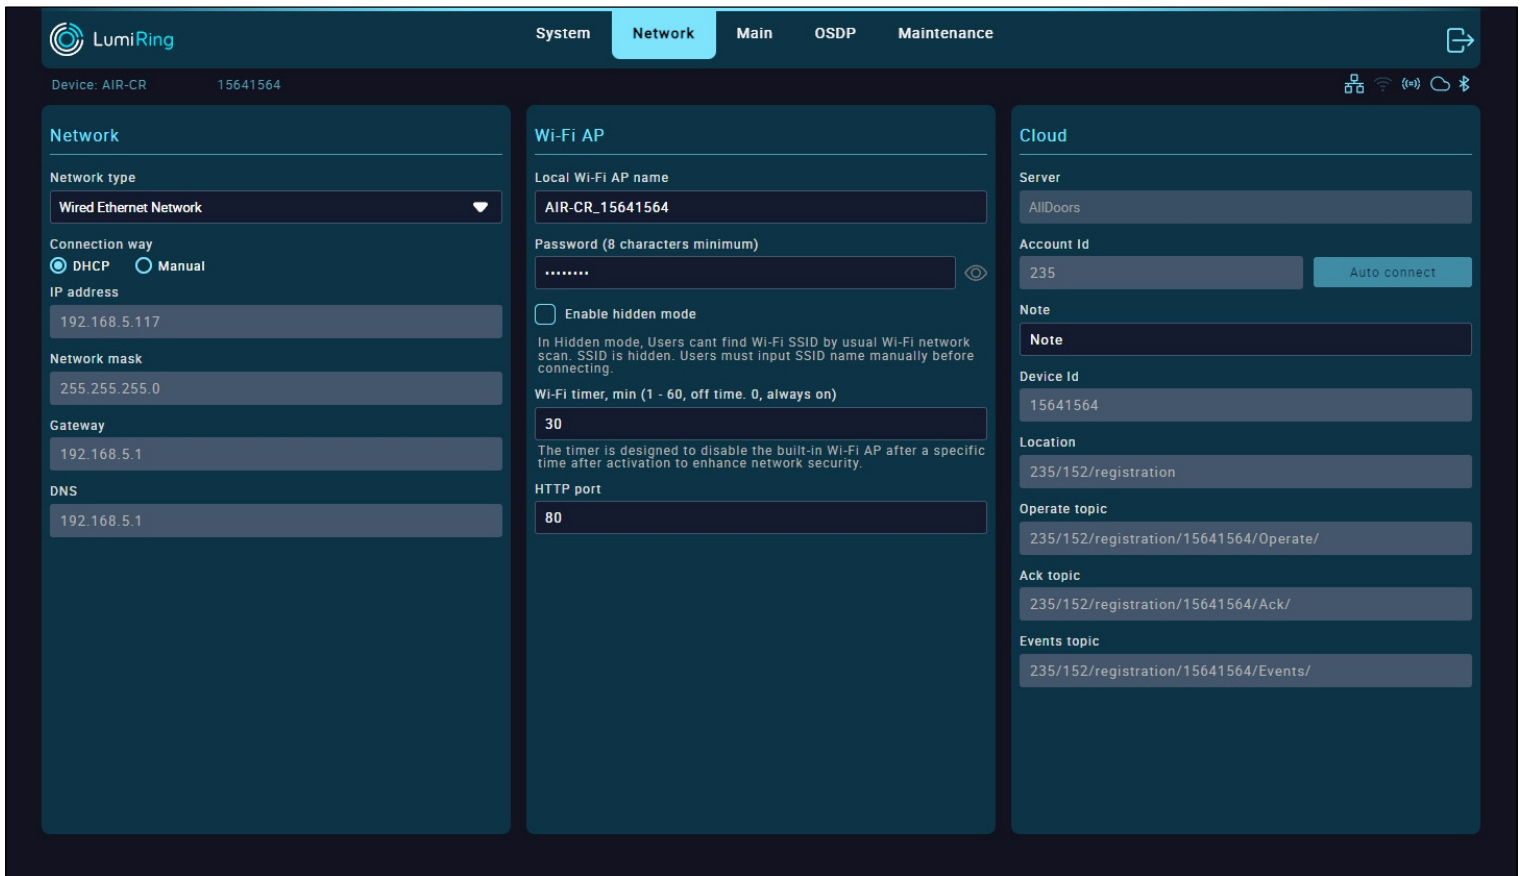 LumiRing
System
Network
Main
OSDP
Maintenance
Device: AIR-CR
15641564
Network
Network type
Wired Ethernet Network
Connection way
DHCP
Manual
IP address
192.168.5.117
Network mask
255.255.255.0
Gateway
192.168.5.1
DNS
192.168.5.1
Wi-Fi AP
Local Wi-Fi AP name
AIR-CR_15641564
Password (8 characters minimum)
........
Enable hidden mode
In Hidden mode, Users cant find Wi-Fi SSID by usual Wi-Fi network
scan. SSID is hidden. Users must input SSID name manually before
connecting.
Wi-Fi timer, min (1 - 60, off time. 0, always on)
30
The timer is designed to disable the built-in Wi-Fi AP after a specific
time after activation to enhance network security.
HTTP port
80
Cloud
Server
AllDoors
Account Id
235
Auto connect
Note
Note
Device Id
15641564
Location
235/152/registration
Operate topic
235/152/registration/15641564/Operate/
Ack topic
235/152/registration/15641564/Ack/
Events topic
235/152/registration/15641564/Events/